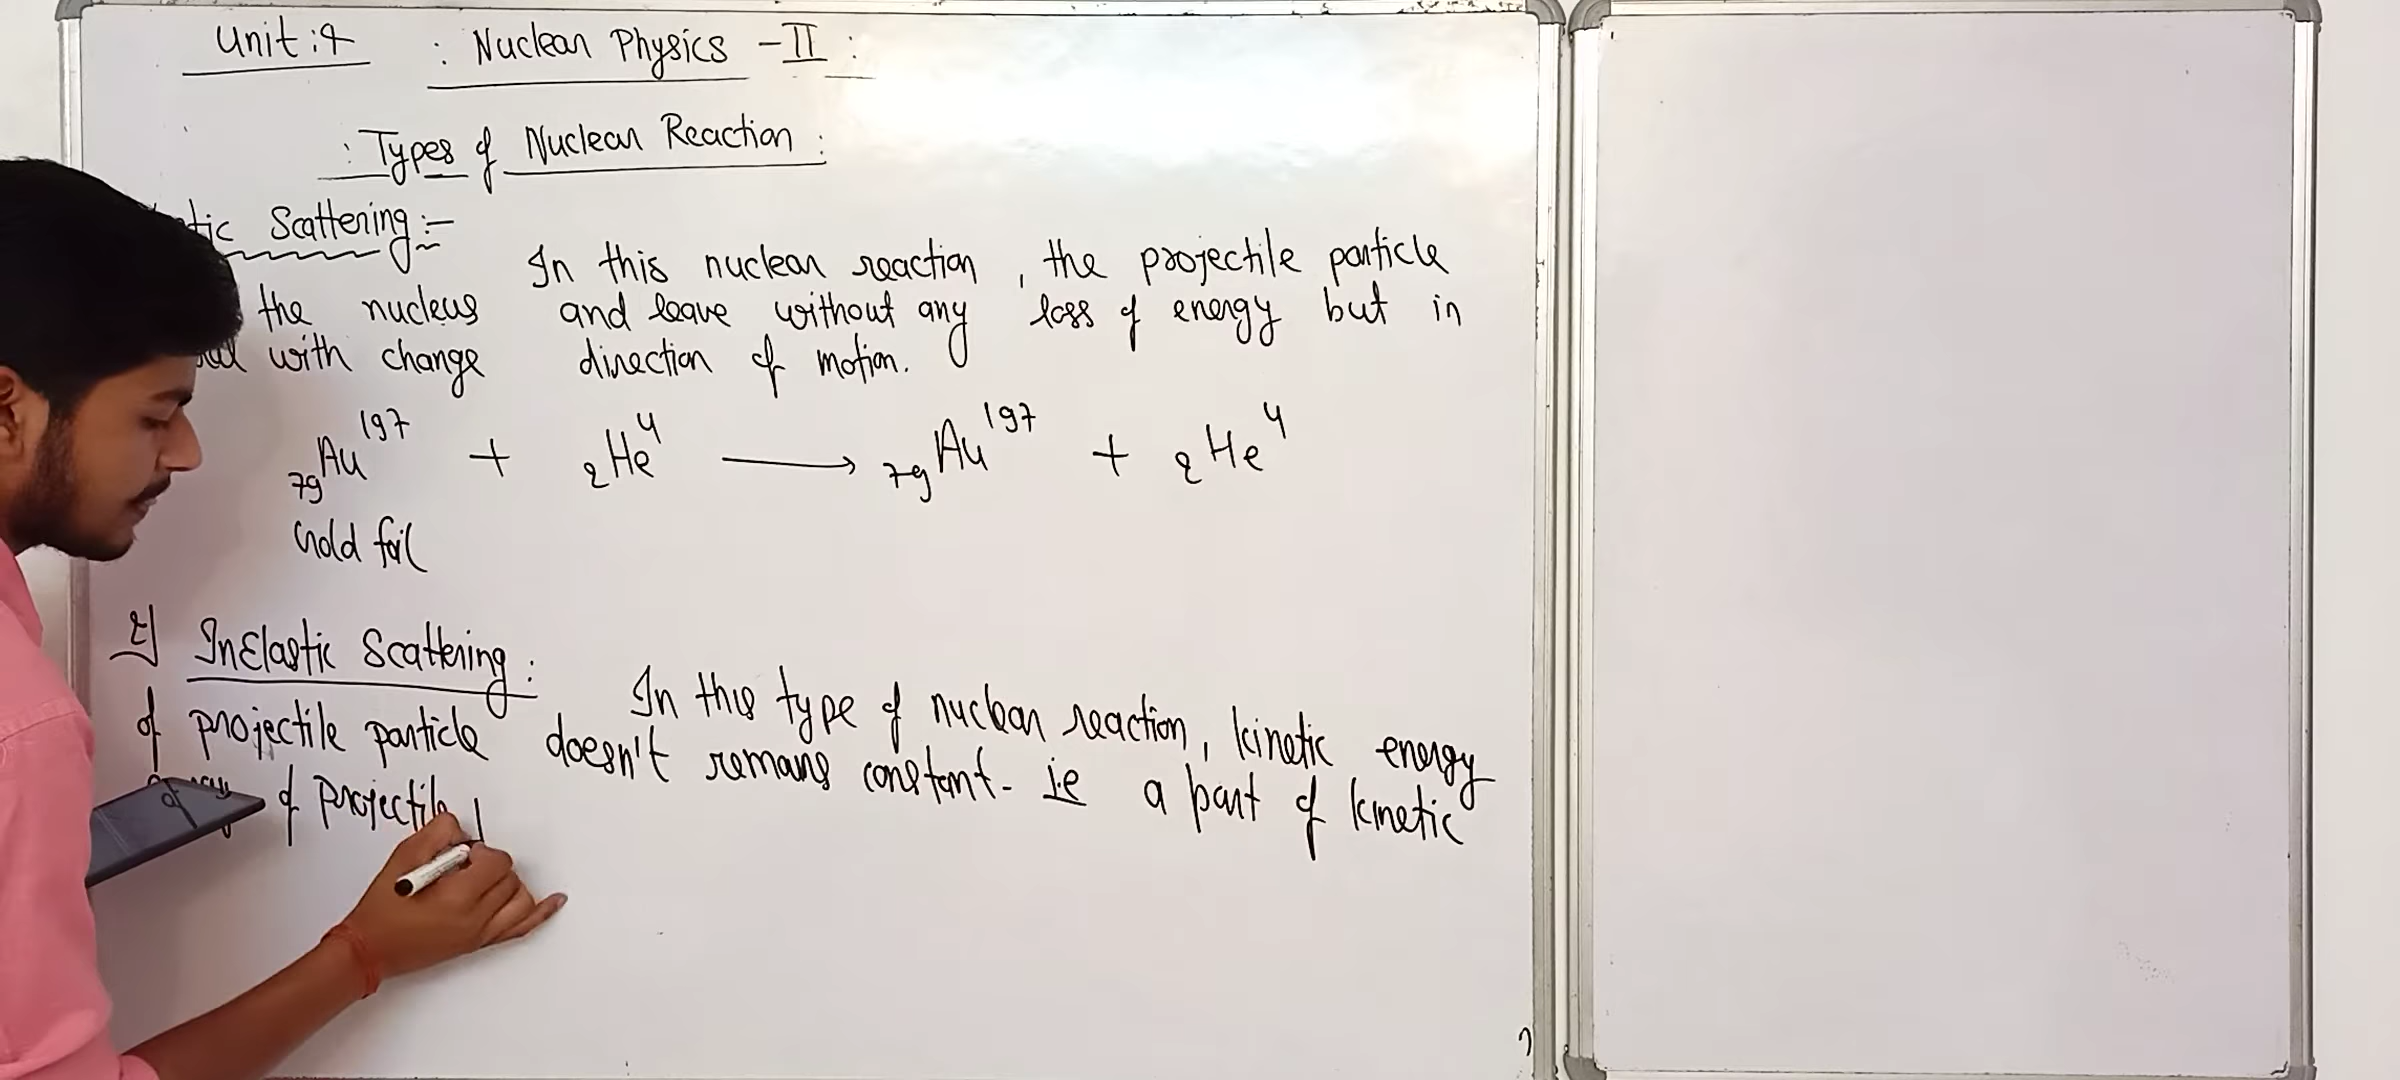 Unit : 4 : Nuclear Physics - II :
: Types of Nuclear Reaction :
Scattering :-
In this nuclear reaction, the projectile particle
the nucleus and leave without any loss of energy but in
with change direction of motion.
₇₉Au¹⁹⁷ + ₂He⁴ → ₇₉Au¹⁹⁷ + ₂He⁴
Gold foil
2] InElastic Scattering :
In this type of nuclear reaction, kinetic energy
of projectile particle doesn't remans constant. i.e a part of kinetic
of Projectile